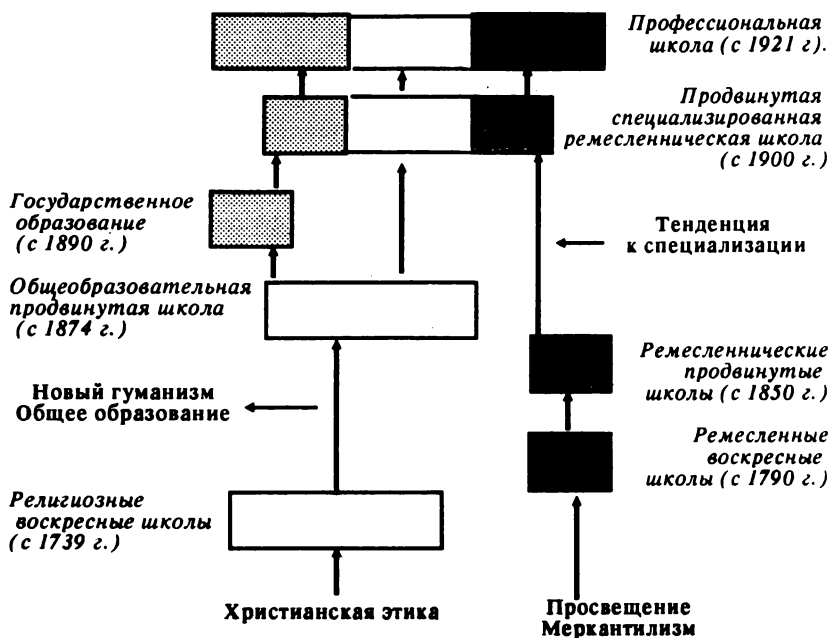 Профессиональная
школа (с 1921 г).
Продвинутая
специализированная
ремесленническая школа
(с 1900 г.)
Государственное
образование
(с 1890 г.)
Тенденция
к специализации
Общеобразовательная
продвинутая школа
(с 1874 г.)
Ремесленнические
продвинутые
школы (с 1850 г.)
Новый гуманизм
Общее образование
Ремесленные
воскресные
школы (с 1790 г.)
Религиозные
воскресные школы
(с 1739 г.)
Христианская этика
Просвещение
Меркантилизм